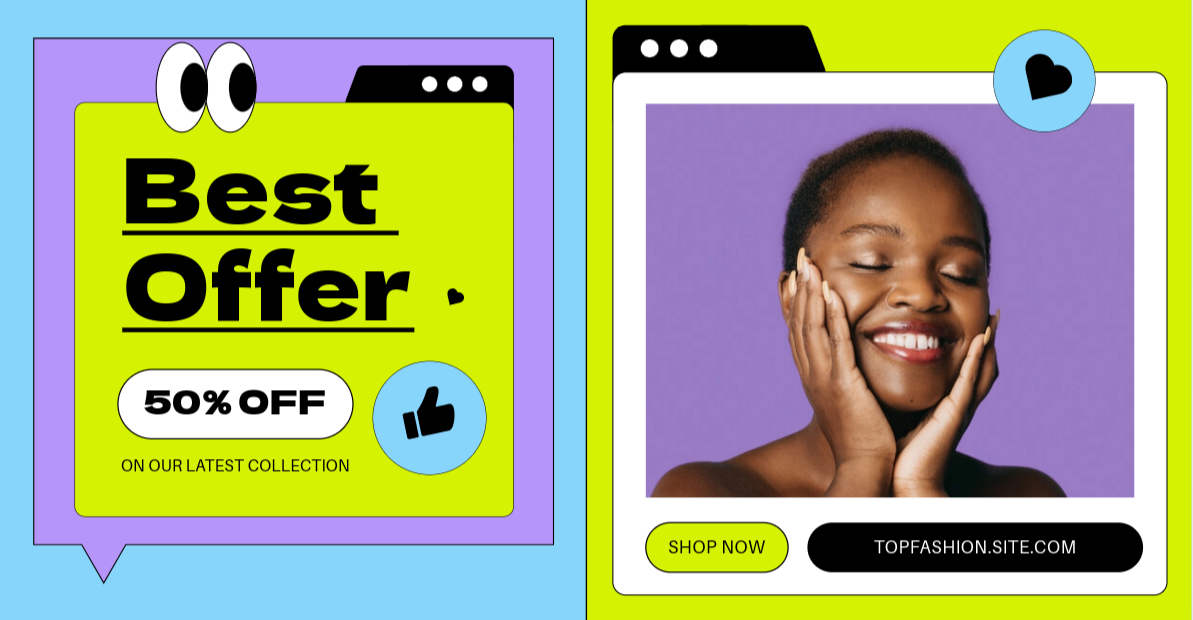 Best
Offer
50% OFF
ON OUR LATEST COLLECTION
SHOP NOW
TOPFASHION.SITE.COM